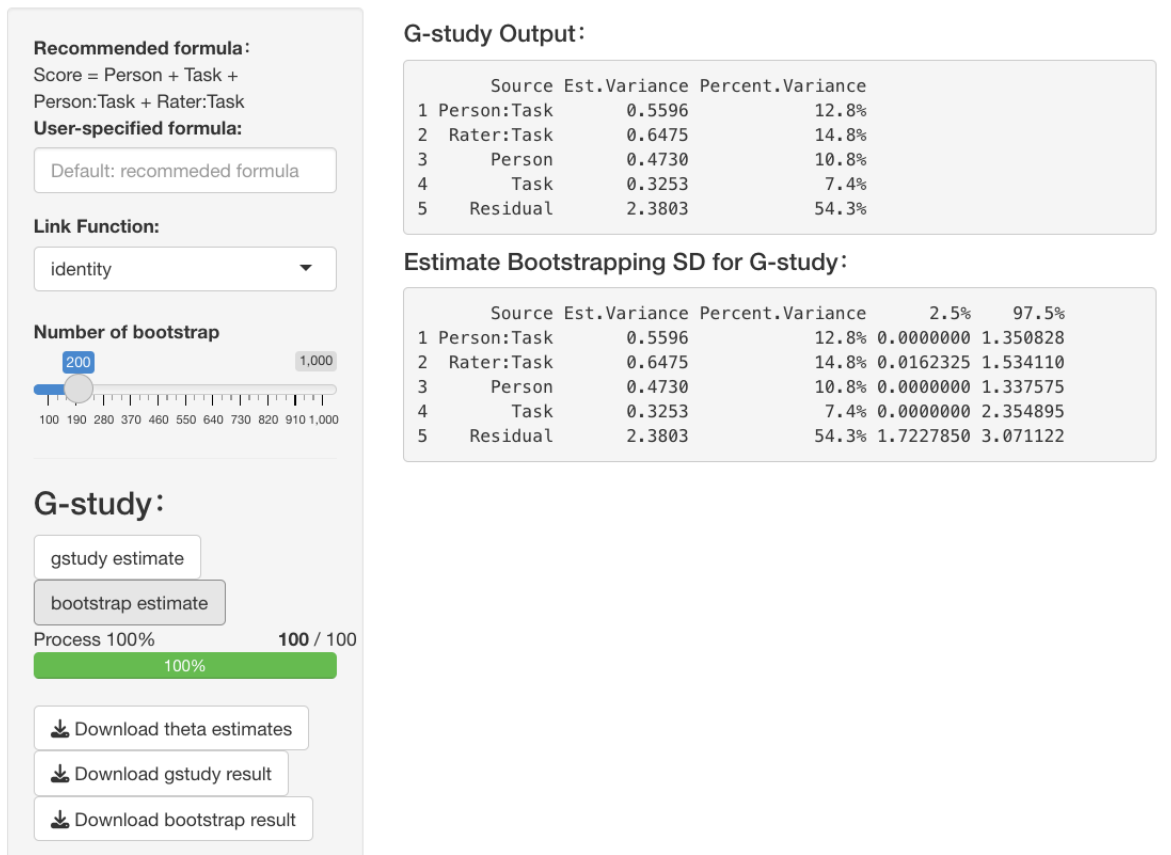 Recommended formula:
Score = Person + Task +
Person:Task + Rater:Task
User-specified formula:
Default: recommeded formula
Link Function:
identity
Number of bootstrap
200 1,000
100 190 280 370 460 550 640 730 820 910 1,000
G-study:
gstudy estimate
bootstrap estimate
Process 100% 100 / 100
100%
Download theta estimates
Download gstudy result
Download bootstrap result
G-study Output:
Source Est.Variance Percent.Variance
1 Person:Task 0.5596 12.8%
2 Rater:Task 0.6475 14.8%
3 Person 0.4730 10.8%
4 Task 0.3253 7.4%
5 Residual 2.3803 54.3%
Estimate Bootstrapping SD for G-study:
Source Est.Variance Percent.Variance 2.5% 97.5%
1 Person:Task 0.5596 12.8% 0.0000000 1.350828
2 Rater:Task 0.6475 14.8% 0.0162325 1.534110
3 Person 0.4730 10.8% 0.0000000 1.337575
4 Task 0.3253 7.4% 0.0000000 2.354895
5 Residual 2.3803 54.3% 1.7227850 3.071122